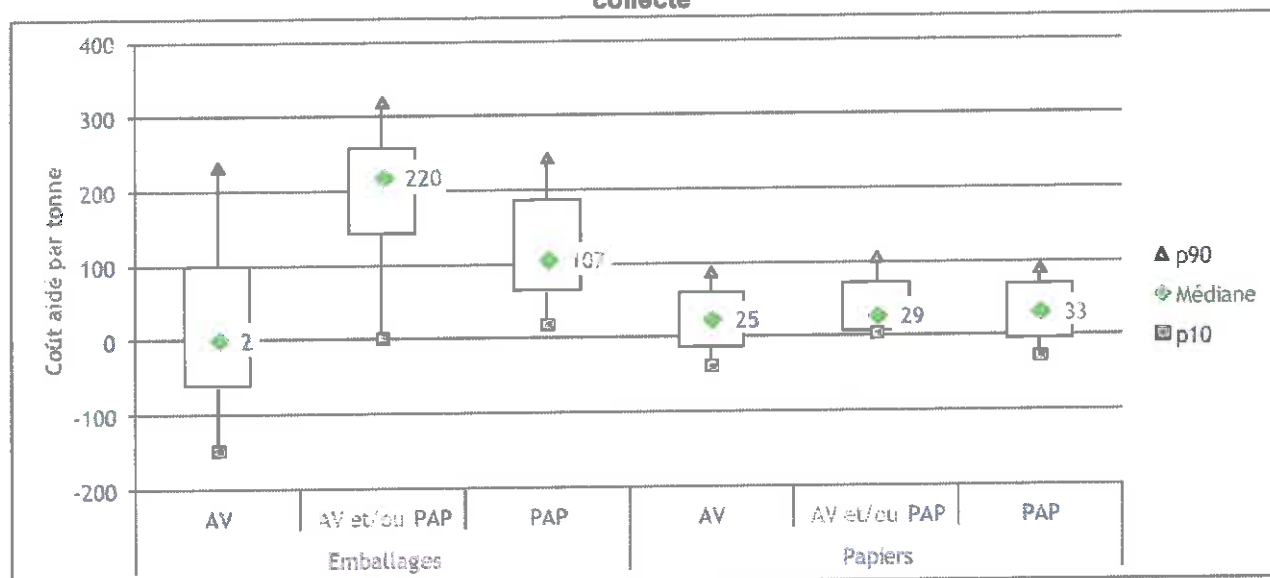 collecte
400
300
200
100
0
-100
-200
Coût aidé par tonne
2
220
107
25
29
33
AV
AV et/ou PAP
PAP
AV
AV et/ou PAP
PAP
Emballages
Papiers
p90
Médiane
p10